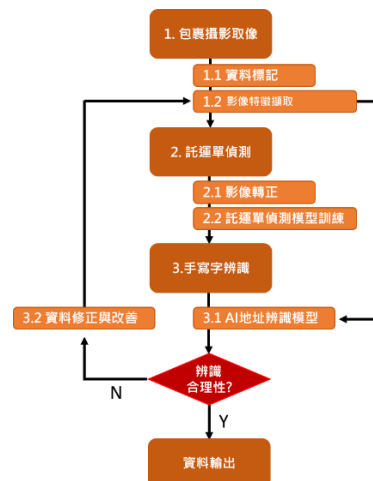 1. 包裹攝影取像
1.1 資料標記
1.2 影像特徵擷取
2. 託運單偵測
2.1 影像轉正
2.2 託運單偵測模型訓練
3.手寫字辨識
3.2 資料修正與改善
3.1 AI地址辨識模型
辨識
合理性?
N
Y
資料輸出